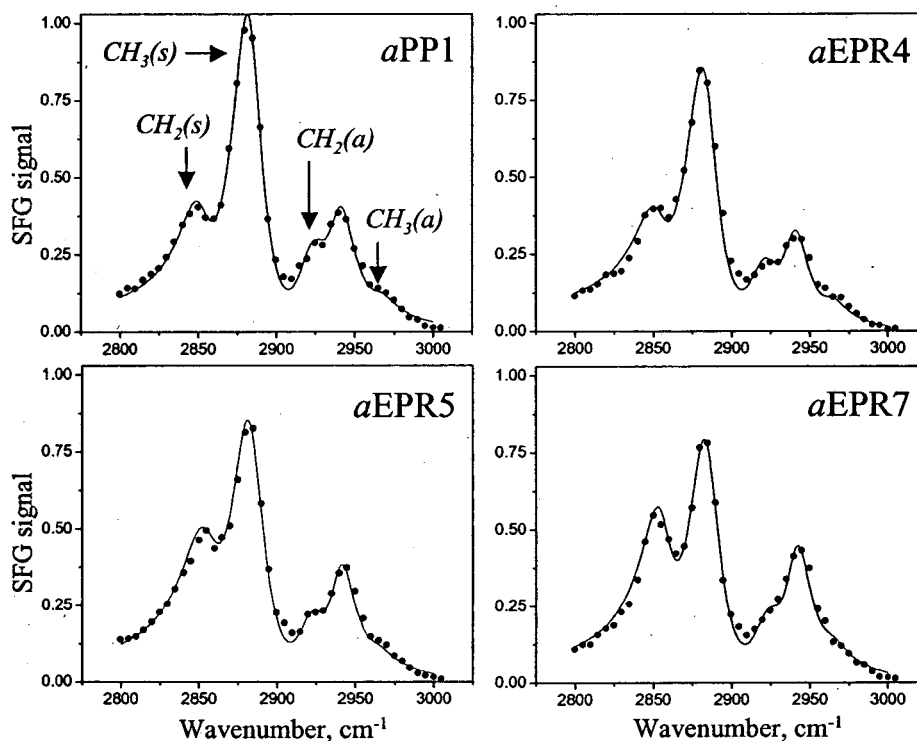 1.00
0.75
0.50
0.25
0.00
SFG signal
CH₃(s)
CH₂(s)
CH₂(a)
CH₃(a)
aPP1
2800 2850 2900 2950 3000
1.00
0.75
0.50
0.25
0.00
aEPR4
2800 2850 2900 2950 3000
1.00
0.75
0.50
0.25
0.00
SFG signal
aEPR5
2800 2850 2900 2950 3000
Wavenumber, cm⁻¹
1.00
0.75
0.50
0.25
0.00
aEPR7
2800 2850 2900 2950 3000
Wavenumber, cm⁻¹